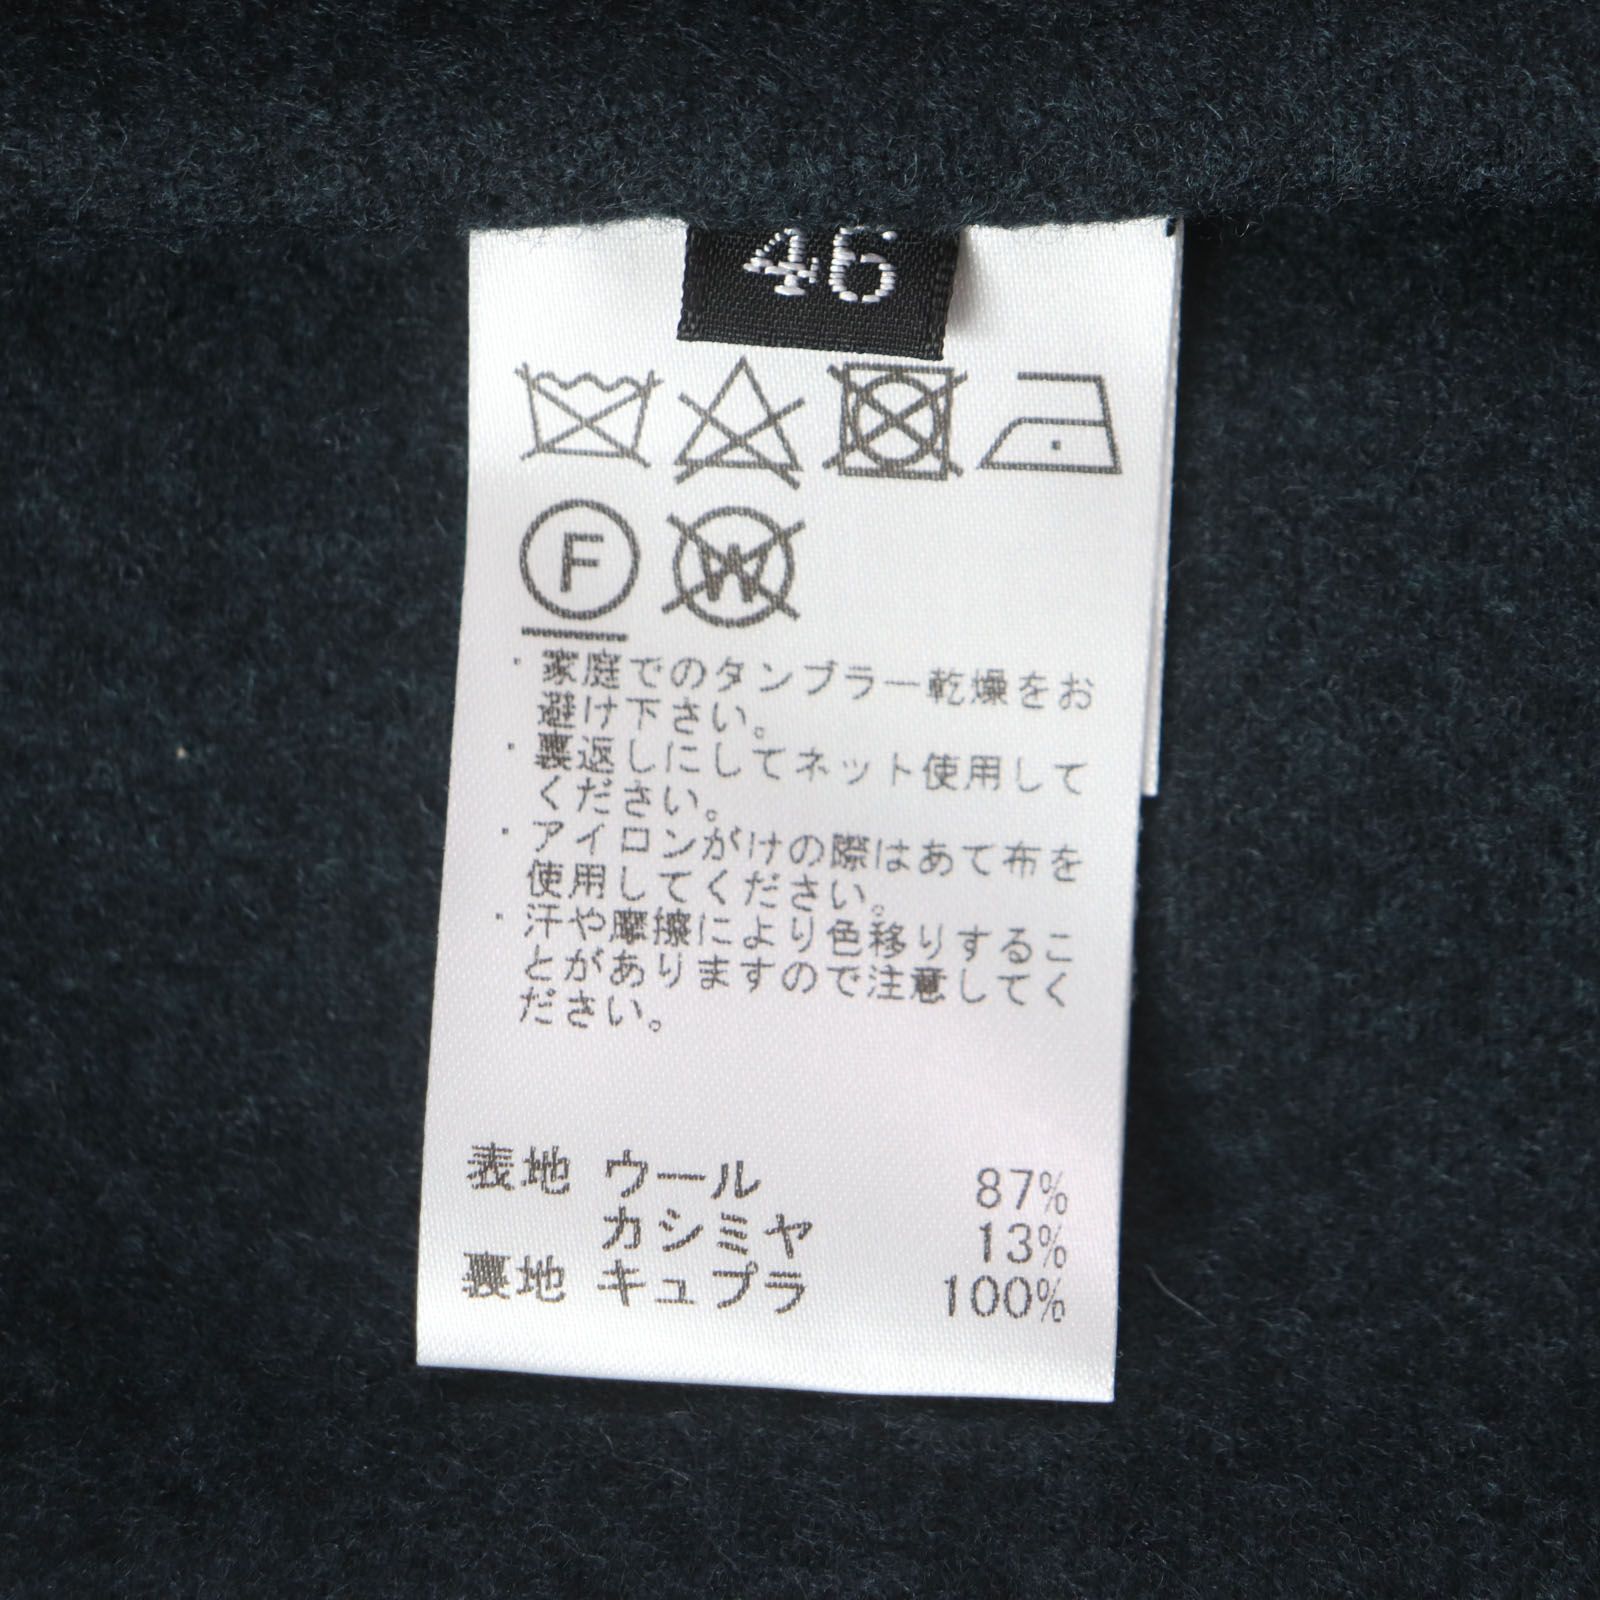 46
F W
・家庭でのタンブラー乾燥をお
避け下さい。
・裏返しにしてネット使用して
ください。
・アイロンがけの際はあて布を
使用してください。
・汗や摩擦により色移りするこ
とがありますので注意してく
ださい。
表地 ウール 87%
カシミヤ 13%
裏地 キュプラ 100%